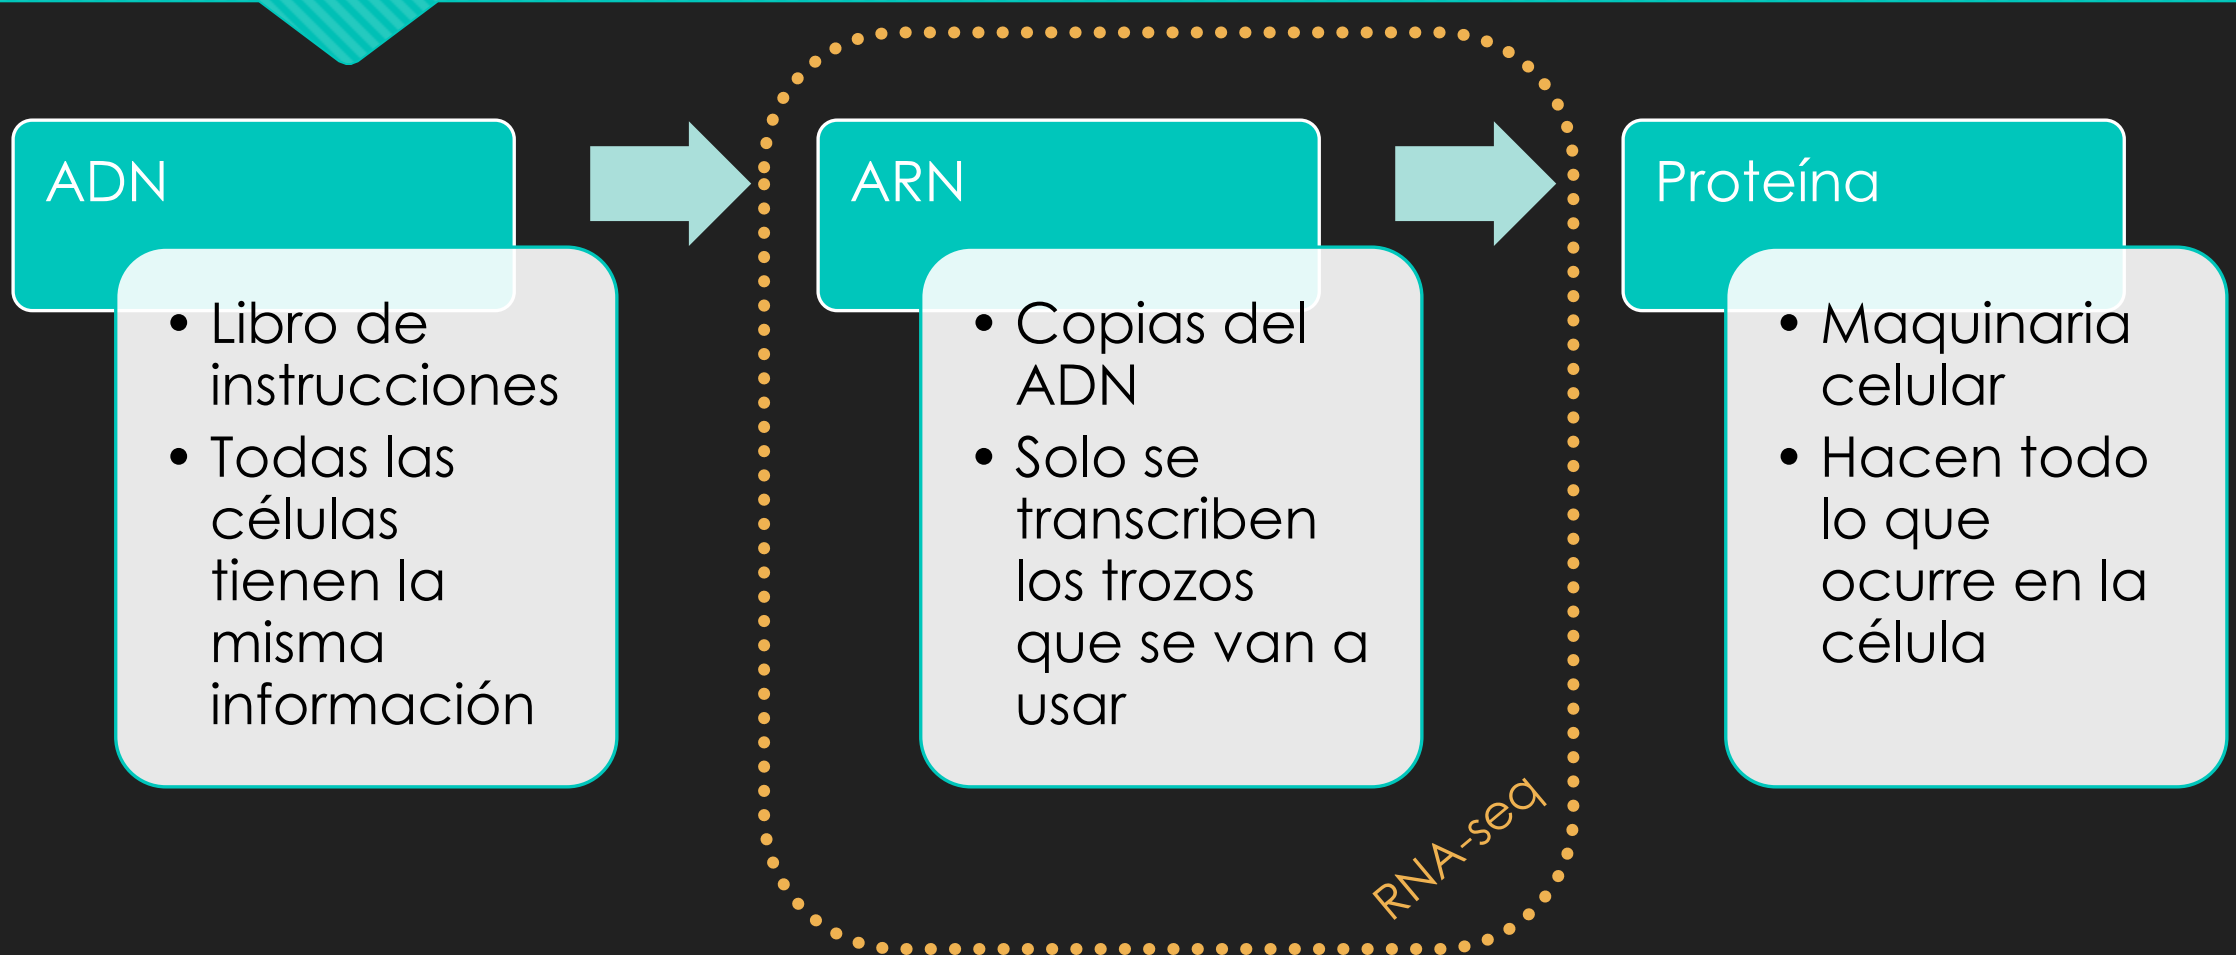 ADN
• Libro de
instrucciones
• Todas las
células
tienen la
misma
información
ARN
• Copias del
ADN
• Solo se
transcriben
los trozos
que se van a
usar
RNA-seq
Proteína
• Maquinaria
celular
• Hacen todo
lo que
ocurre en la
célula